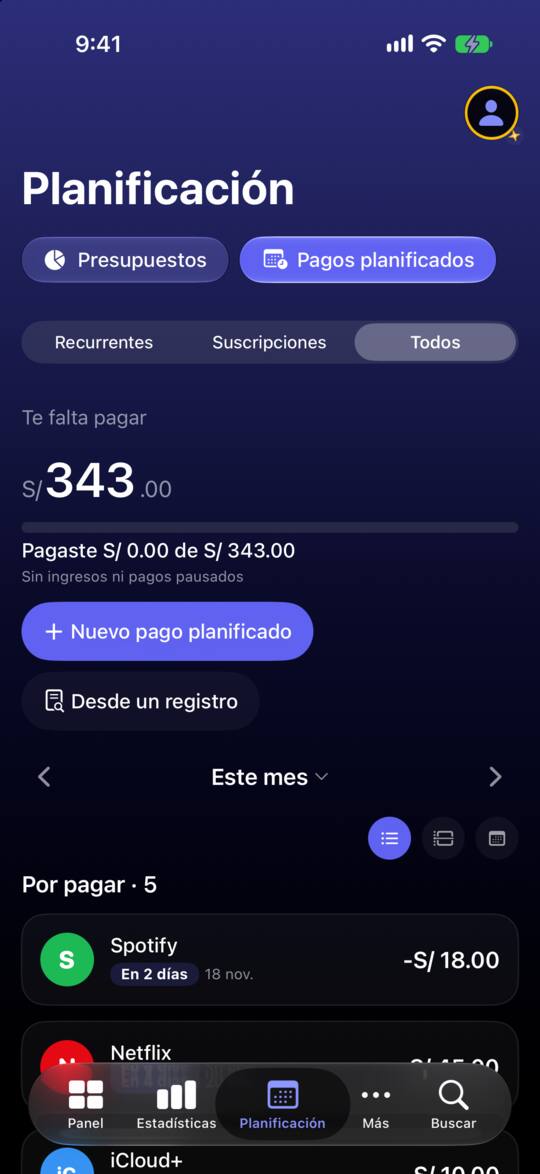 9:41
Planificación
Presupuestos
Pagos planificados
Recurrentes
Suscripciones
Todos
Te falta pagar
S/343.00
Pagaste S/ 0.00 de S/ 343.00
Sin ingresos ni pagos pausados
+ Nuevo pago planificado
Desde un registro
Este mes
Por pagar · 5
S
Spotify
-S/ 18.00
En 2 días
18 nov.
Netflix
Panel
Estadísticas
Planificación
Más
Buscar
iCloud+